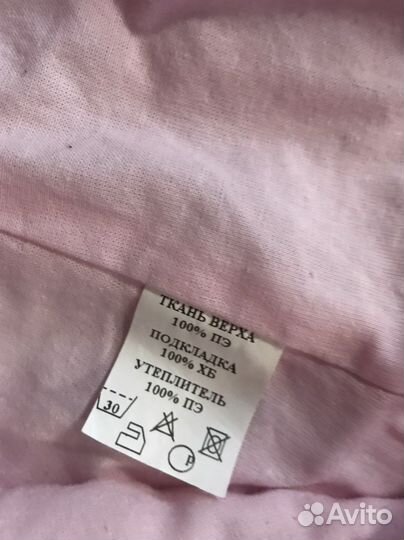 ТКАНЬ ВЕРХА
100% ПЭ
ПОДКЛАДКА
100% ХБ
УТЕПЛИТЕЛЬ
100% ПЭ
30
P
Avito